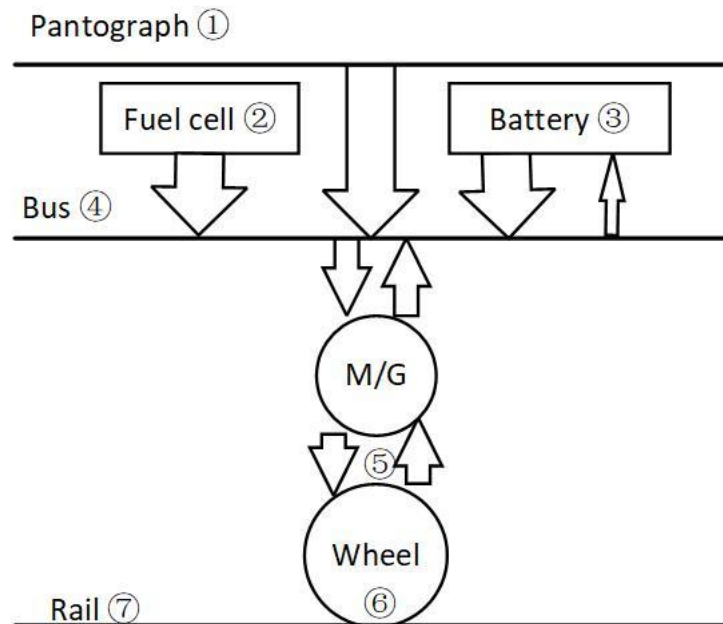 Pantograph ①
Fuel cell ②
Battery ③
Bus ④
M/G
⑤
Wheel
⑥
Rail ⑦